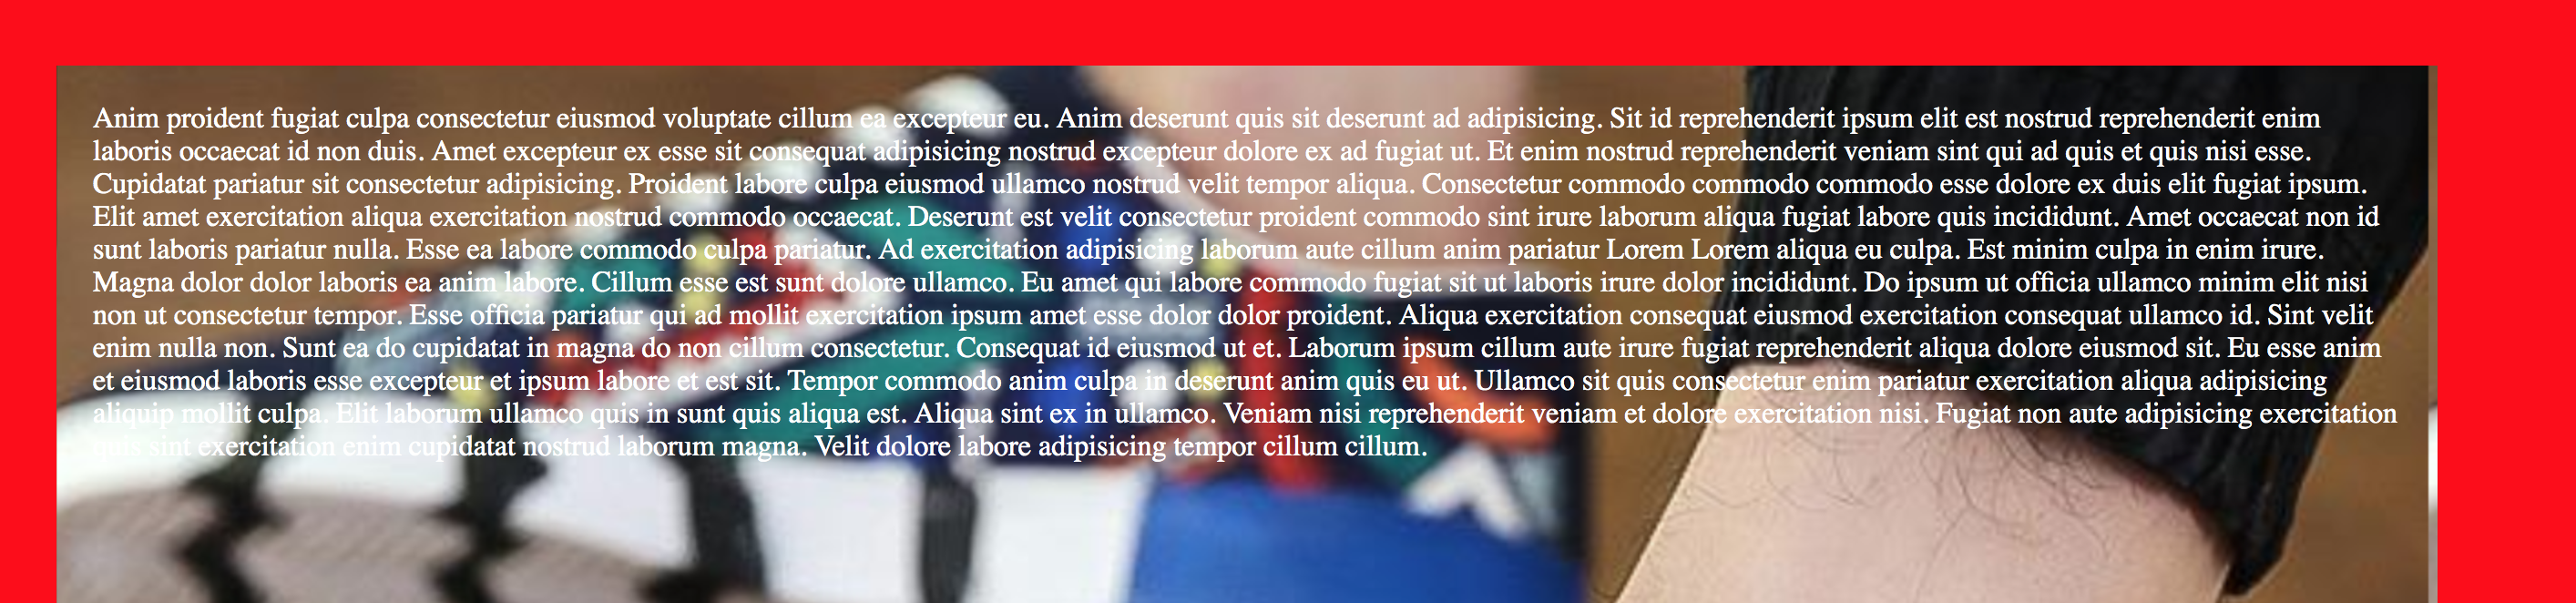 Anim proident fugiat culpa consectetur eiusmod voluptate cillum ea excepteur eu. Anim deserunt quis sit deserunt ad adipisicing. Sit id reprehenderit ipsum elit est nostrud reprehenderit enim
laboris occaecat id non duis. Amet excepteur ex esse sit consequat adipisicing nostrud excepteur dolore ex ad fugiat ut. Et enim nostrud reprehenderit veniam sint qui ad quis et quis nisi esse.
Cupidatat pariatur sit consectetur adipisicing. Proident labore culpa eiusmod ullamco nostrud velit tempor aliqua. Consectetur commodo commodo commodo esse dolore ex duis elit fugiat ipsum.
Elit amet exercitation aliqua exercitation nostrud commodo occaecat. Deserunt est velit consectetur proident commodo sint irure laborum aliqua fugiat labore quis incididunt. Amet occaecat non id
sunt laboris pariatur nulla. Esse ea labore commodo culpa pariatur. Ad exercitation adipisicing laborum aute cillum anim pariatur Lorem Lorem aliqua eu culpa. Est minim culpa in enim irure.
Magna dolor dolor laboris ea anim labore. Cillum esse est sunt dolore ullamco. Eu amet qui labore commodo fugiat sit ut laboris irure dolor incididunt. Do ipsum ut officia ullamco minim elit nisi
non ut consectetur tempor. Esse officia pariatur qui ad mollit exercitation ipsum amet esse dolor dolor proident. Aliqua exercitation consequat eiusmod exercitation consequat ullamco id. Sint velit
enim nulla non. Sunt ea do cupidatat in magna do non cillum consectetur. Consequat id eiusmod ut et. Laborum ipsum cillum aute irure fugiat reprehenderit aliqua dolore eiusmod sit. Eu esse anim
et eiusmod laboris esse excepteur et ipsum labore et est sit. Tempor commodo anim culpa in deserunt anim quis eu ut. Ullamco sit quis consectetur enim pariatur exercitation aliqua adipisicing
aliquip mollit culpa. Elit laborum ullamco quis in sunt quis aliqua est. Aliqua sint ex in ullamco. Veniam nisi reprehenderit veniam et dolore exercitation nisi. Fugiat non aute adipisicing exercitation
quis sint exercitation enim cupidatat nostrud laborum magna. Velit dolore labore adipisicing tempor cillum cillum.